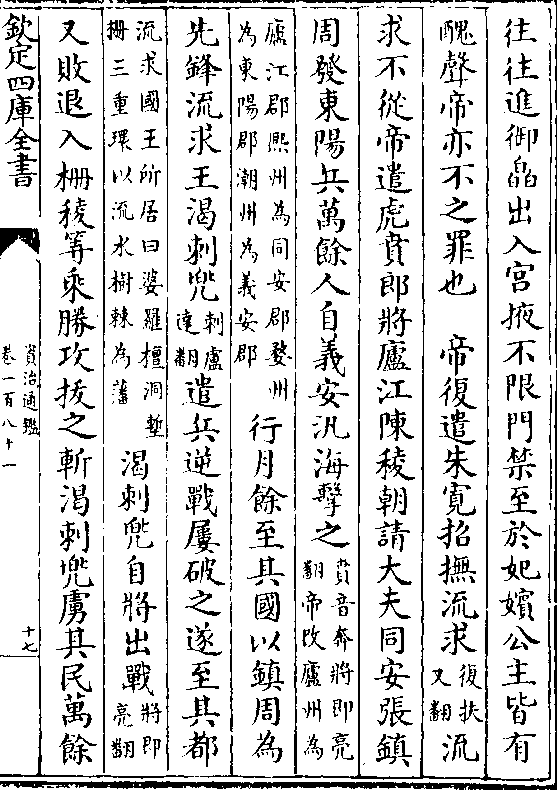 往往進御皛出入宮掖不限門禁至於妃嬪公主皆有
醜聲帝亦不之罪也　帝復遣朱寛招撫流求復扶又翻流
求不從帝遣虎賁郎將廬江陳稜朝請大夫同安張鎮
周發東陽兵萬餘人自義安汎海擊之賁音奔將即亮翻帝改廬州為
廬江郡熈州為同安郡婺州為東陽郡潮州為義安郡行月餘至其國以鎮周為
先鋒流求王渴刺兜刺盧達翻遣兵逆戰屢破之遂至其都
流求國王所居曰婆羅檀洞塹柵三重環以流水樹棘為藩渴刺兜自將出戰將即亮翻
又敗退入柵稜等乘勝攻拔之斬渴刺兜虜其民萬餘
欽定四庫全書
資治通鑑
卷一百八十一
十七